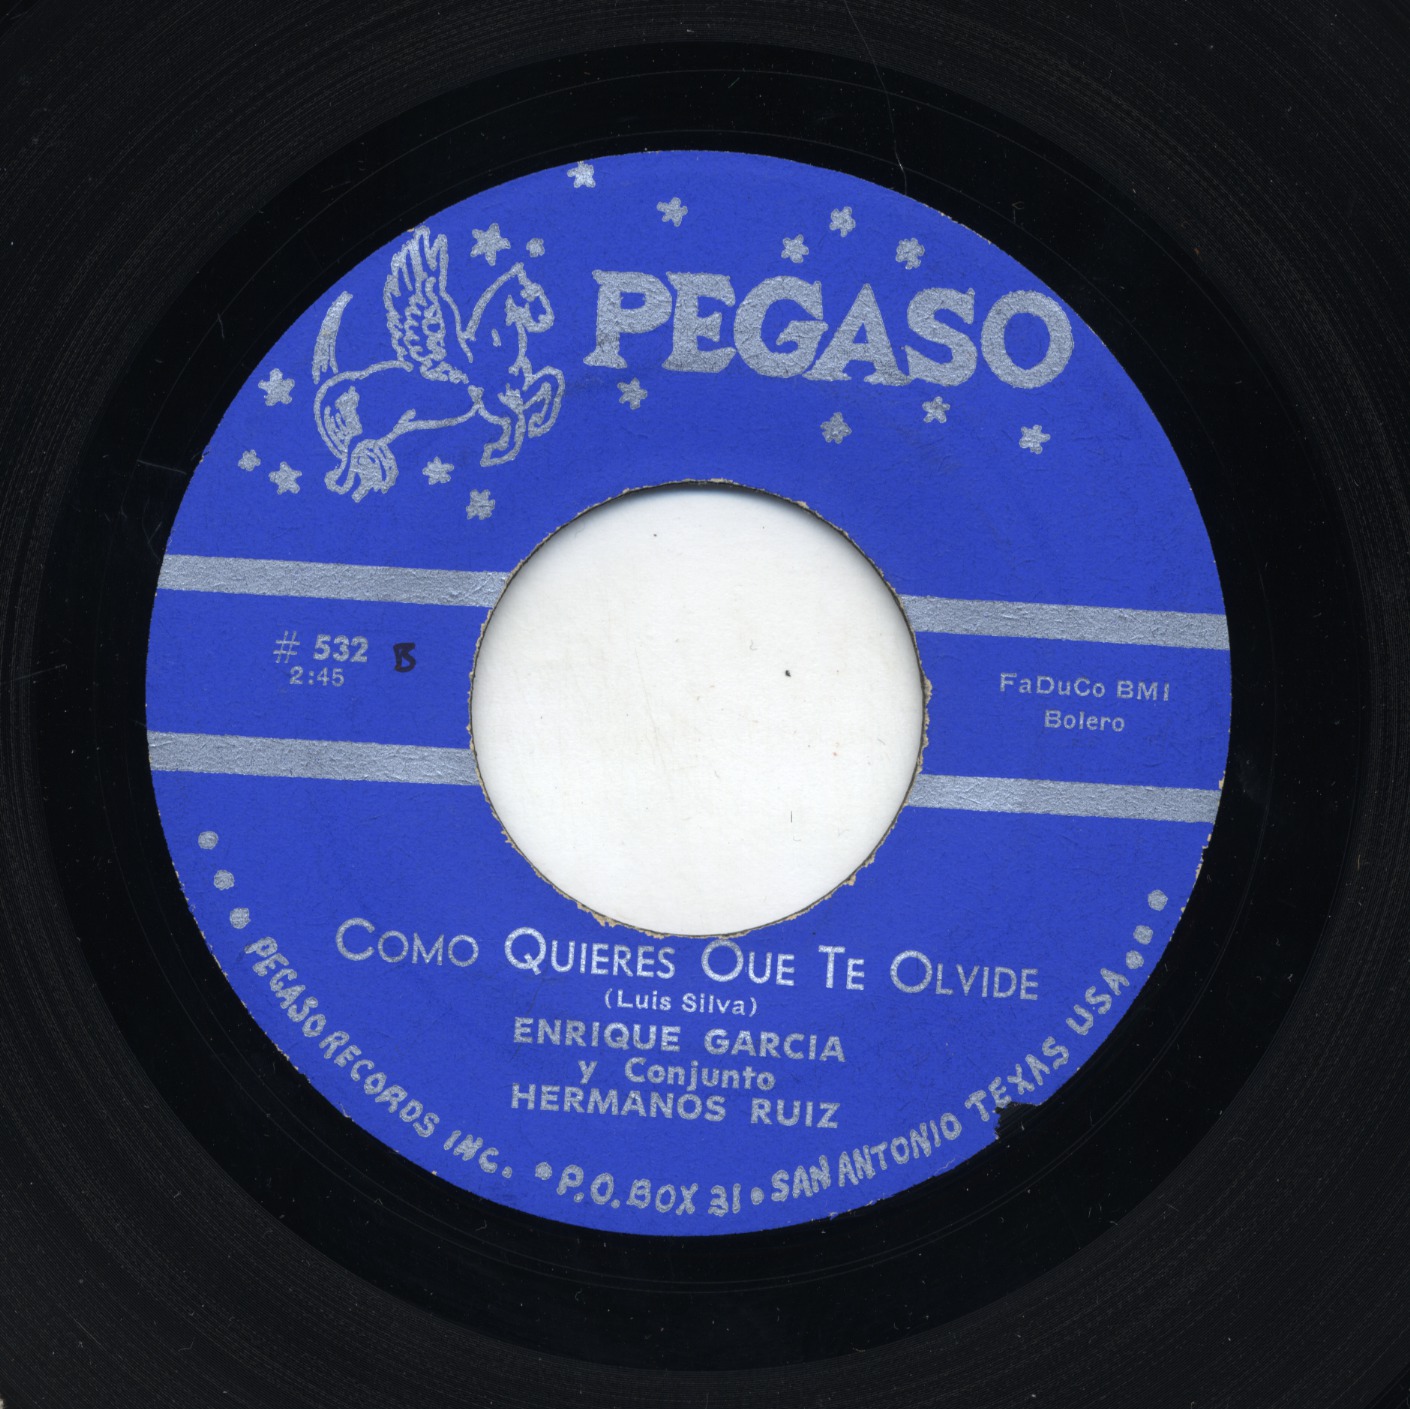 PEGASO
# 532 B
2:45
FaDuCo BMI
Bolero
COMO QUIERES QUE TE OLVIDE
(Luis Silva)
ENRIQUE GARCIA
y Conjunto
HERMANOS RUIZ
PEGASO RECORDS INC. • P.O. BOX 31 • SAN ANTONIO TEXAS USA